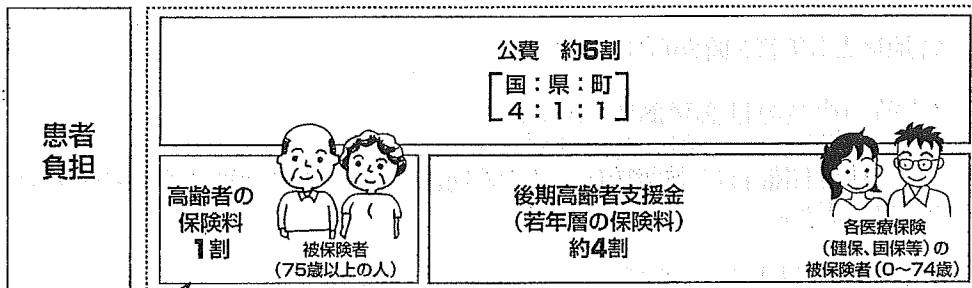 患者
負担
公費 約5割
国:県:町
4:1:1
高齢者の
保険料
1割
被保険者
(75歳以上の人)
後期高齢者支援金
(若年層の保険料)
約4割
各医療保険
(健保、国保等)の
被保険者(0～74歳)